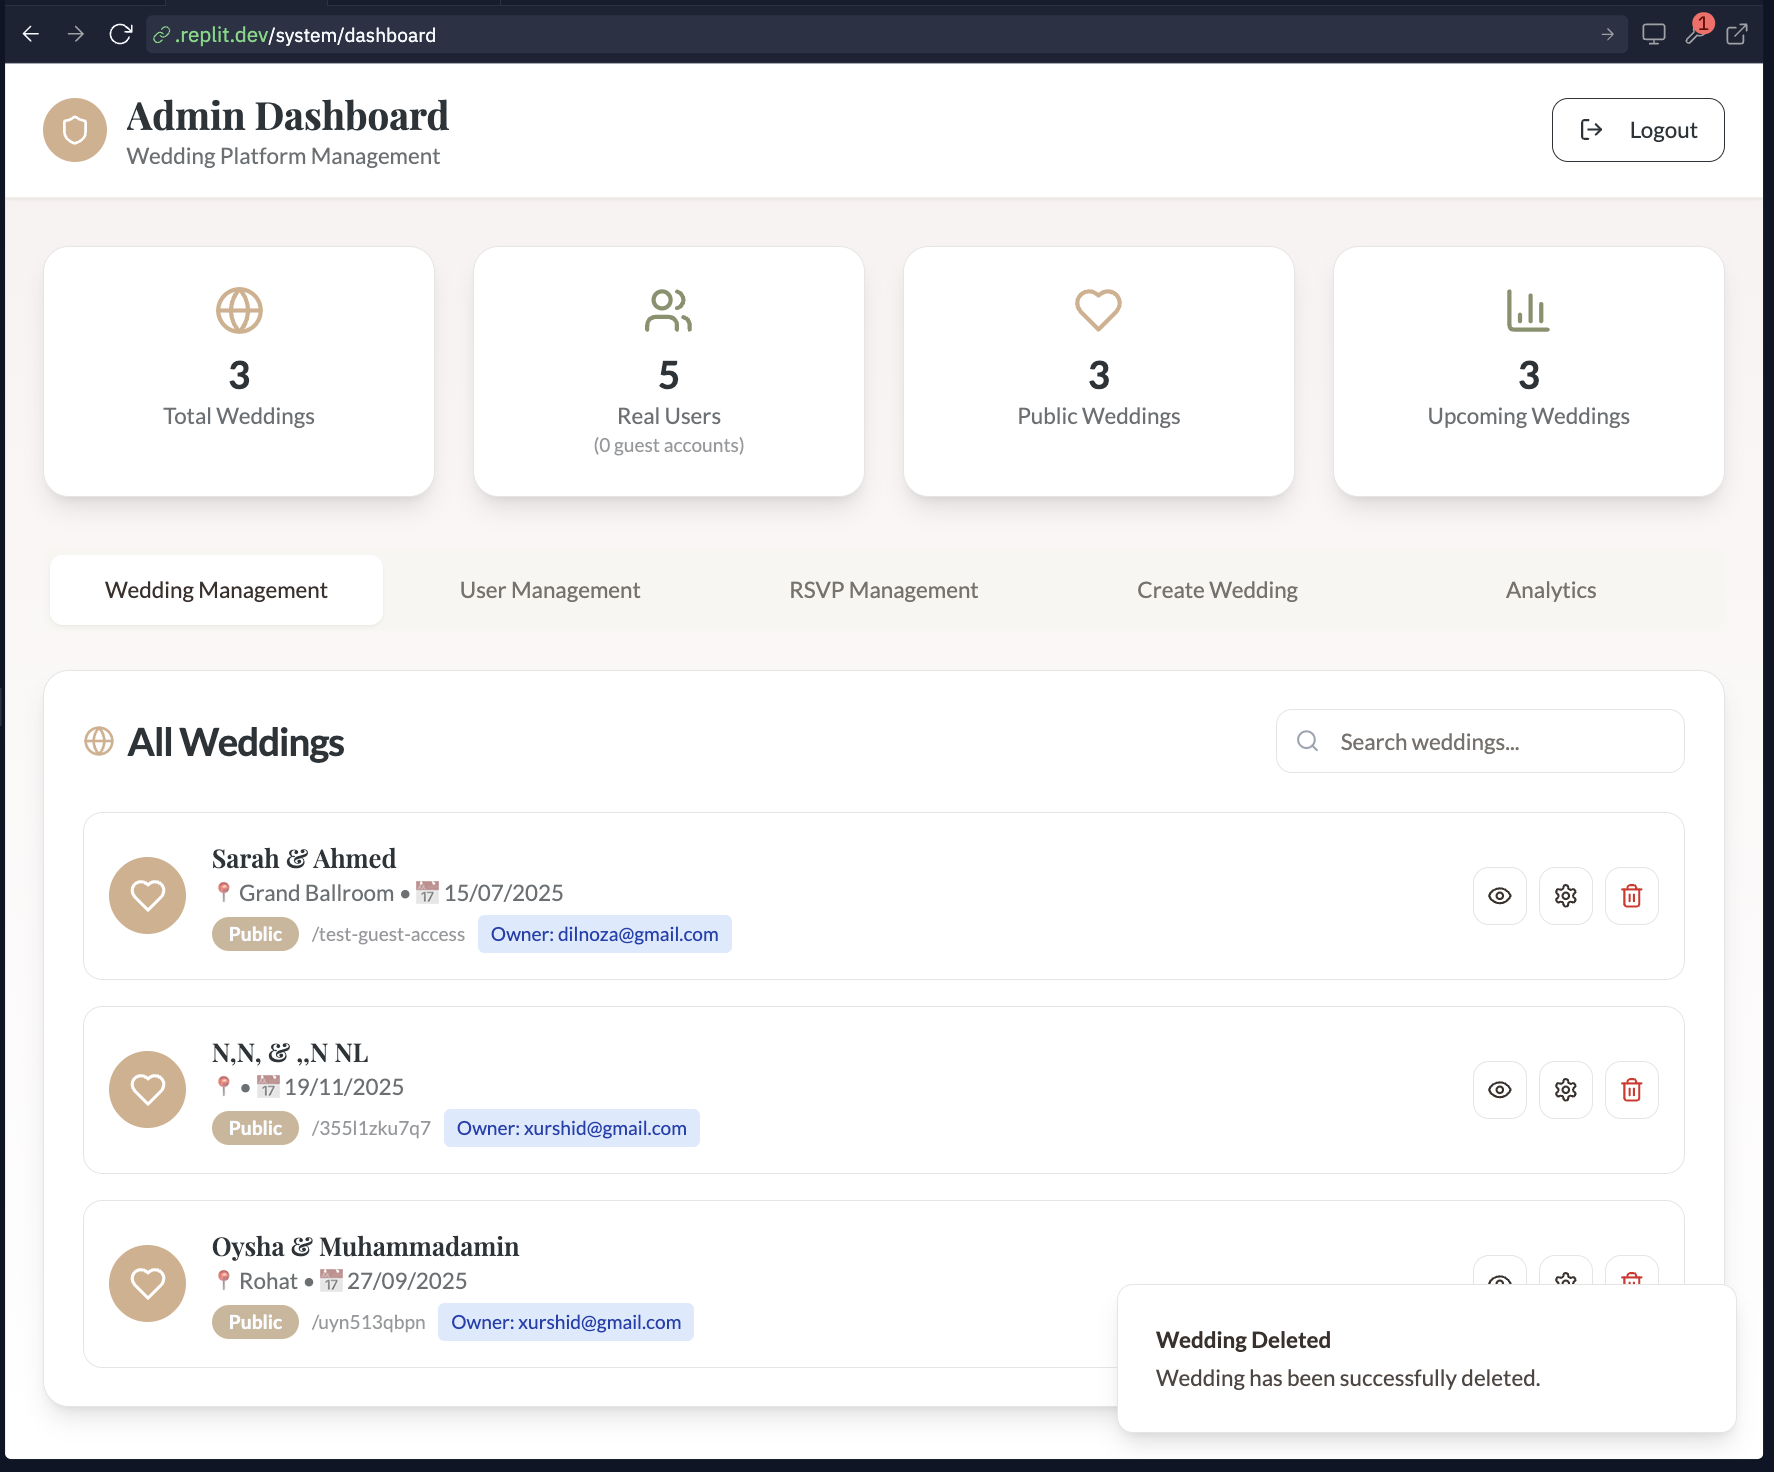 .replit.dev/system/dashboard
1
Admin Dashboard
Wedding Platform Management
Logout
3
Total Weddings
5
Real Users
(0 guest accounts)
3
Public Weddings
3
Upcoming Weddings
Wedding Management
User Management
RSVP Management
Create Wedding
Analytics
All Weddings
Search weddings...
Sarah & Ahmed
📍 Grand Ballroom • 📅 15/07/2025
Public /test-guest-access Owner: dilnoza@gmail.com
N,N, & ,,N NL
📍 • 📅 19/11/2025
Public /355l1zku7q7 Owner: xurshid@gmail.com
Oysha & Muhammadamin
📍 Rohat • 📅 27/09/2025
Public /uyn513qbpn Owner: xurshid@gmail.com
Wedding Deleted
Wedding has been successfully deleted.